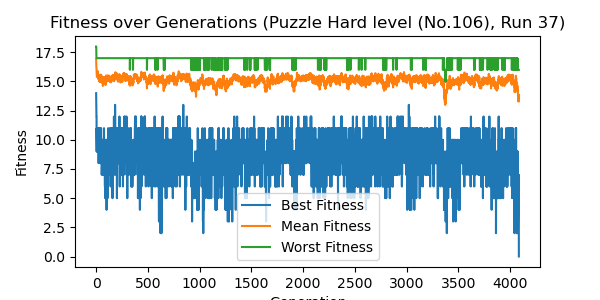 Fitness over Generations (Puzzle Hard level (No.106), Run 37)
17.5
15.0
12.5
10.0
7.5
5.0
2.5
0.0
Fitness
Best Fitness
Mean Fitness
Worst Fitness
0 500 1000 1500 2000 2500 3000 3500 4000
Generation